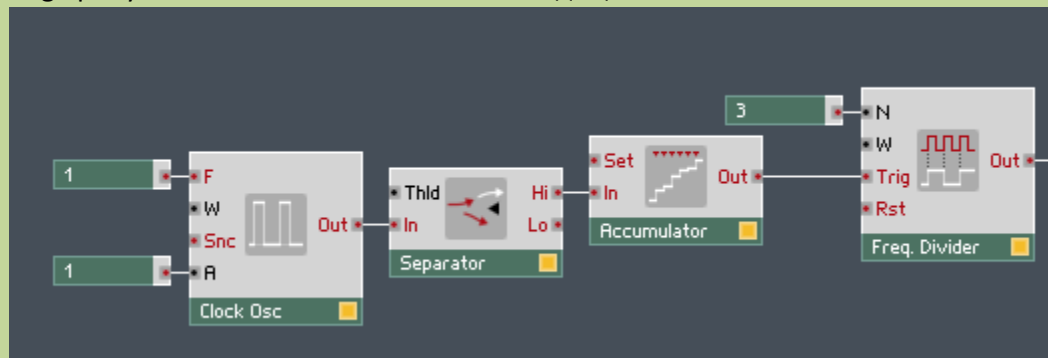 1
F
W
Snc
A
Out
1
Clock Osc
Thld
In
Hi
Lo
Separator
Set
In
Out
Accumulator
3
N
W
Trig
Rst
Out
Freq. Divider